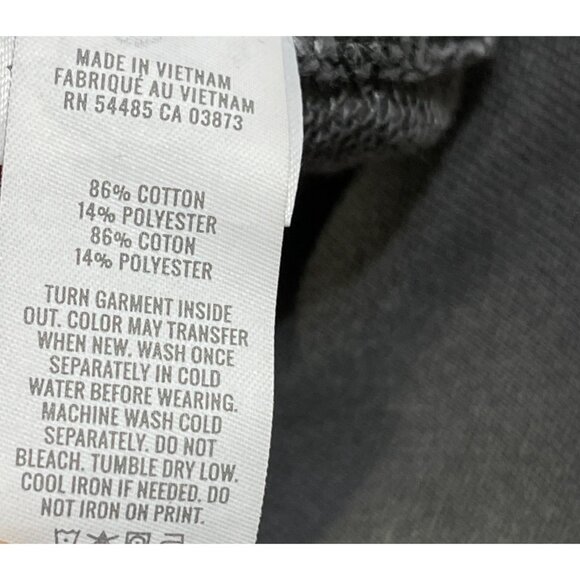 MADE IN VIETNAM
FABRIQUÉ AU VIETNAM
RN 54485 CA 03873
86% COTTON
14% POLYESTER
86% COTON
14% POLYESTER
TURN GARMENT INSIDE
OUT. COLOR MAY TRANSFER
WHEN NEW. WASH ONCE
SEPARATELY IN COLD
WATER BEFORE WEARING.
MACHINE WASH COLD
SEPARATELY. DO NOT
BLEACH. TUMBLE DRY LOW.
COOL IRON IF NEEDED. DO
NOT IRON ON PRINT.